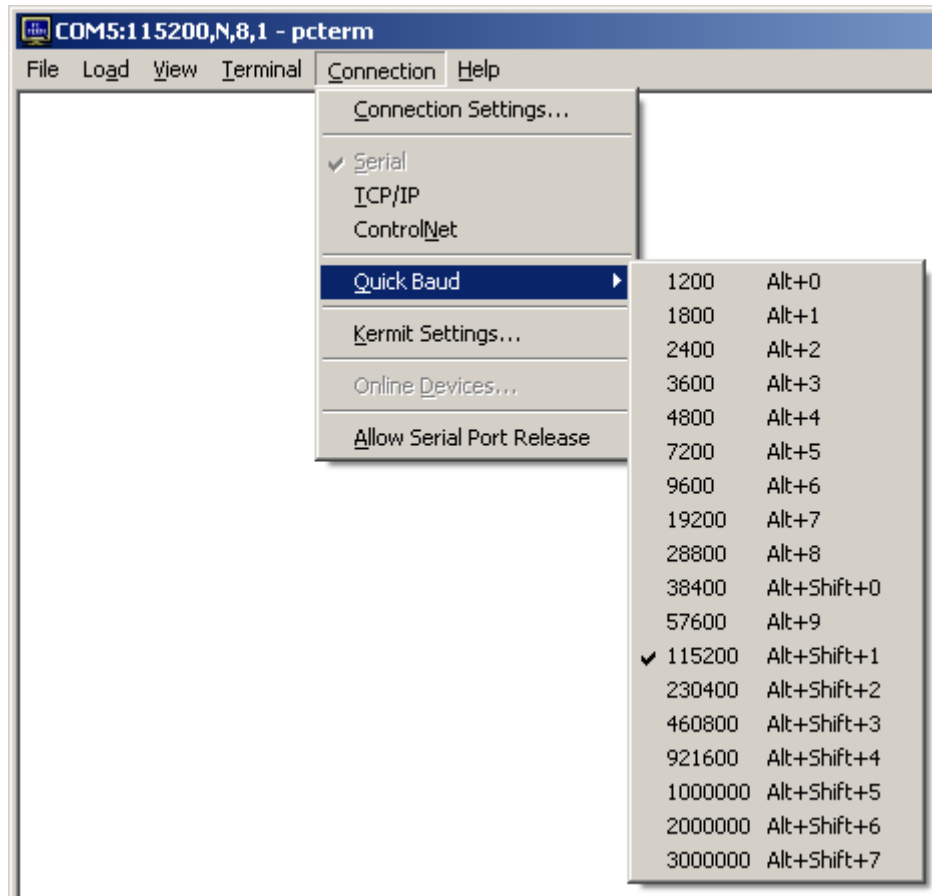 COM5:115200,N,8,1 - pcterm
File Load View Terminal Connection Help
Connection Settings...
Serial
TCP/IP
ControlNet
Quick Baud
Kermit Settings...
Online Devices...
Allow Serial Port Release
1200 Alt+0
1800 Alt+1
2400 Alt+2
3600 Alt+3
4800 Alt+4
7200 Alt+5
9600 Alt+6
19200 Alt+7
28800 Alt+8
38400 Alt+Shift+0
57600 Alt+9
115200 Alt+Shift+1
230400 Alt+Shift+2
460800 Alt+Shift+3
921600 Alt+Shift+4
1000000 Alt+Shift+5
2000000 Alt+Shift+6
3000000 Alt+Shift+7